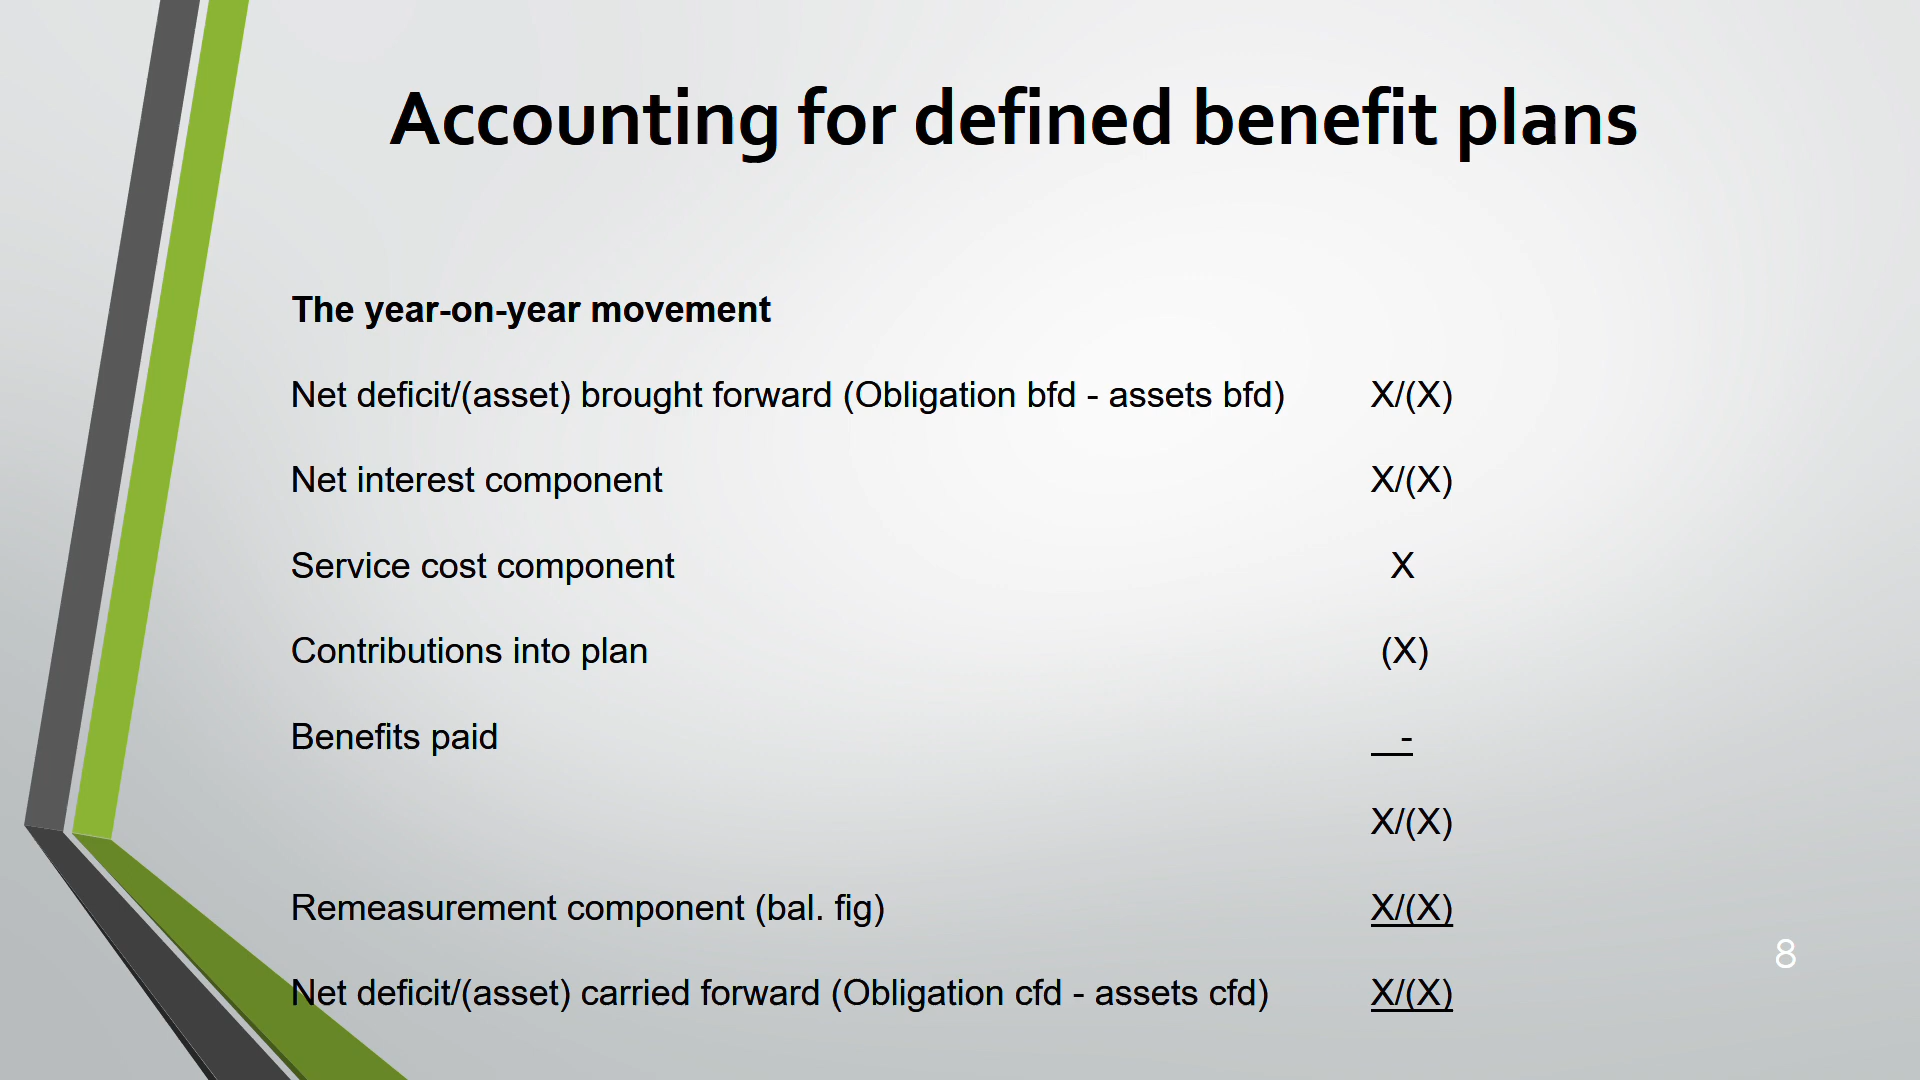 Accounting for defined benefit plans
The year-on-year movement
Net deficit/(asset) brought forward (Obligation bfd - assets bfd) X/(X)
Net interest component X/(X)
Service cost component X
Contributions into plan (X)
Benefits paid -
X/(X)
Remeasurement component (bal. fig) X/(X)
8
Net deficit/(asset) carried forward (Obligation cfd - assets cfd) X/(X)